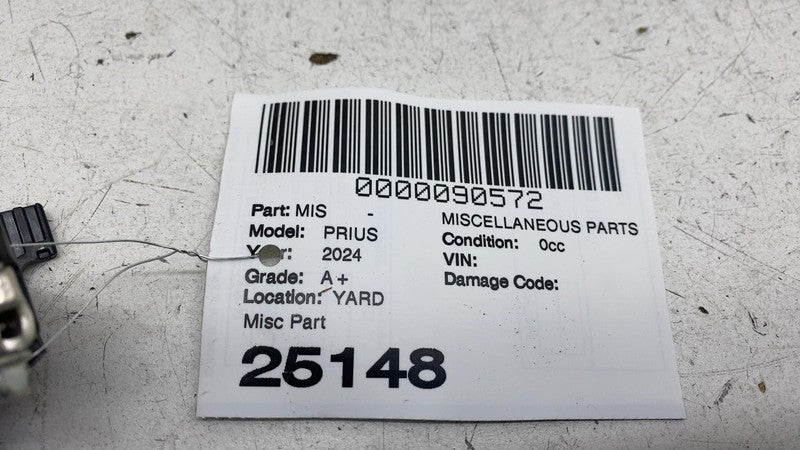 0000090572
Part: MIS - MISCELLANEOUS PARTS
Model: PRIUS Condition: 0cc
Year: 2024 VIN:
Grade: A+ Damage Code:
Location: YARD
Misc Part
25148